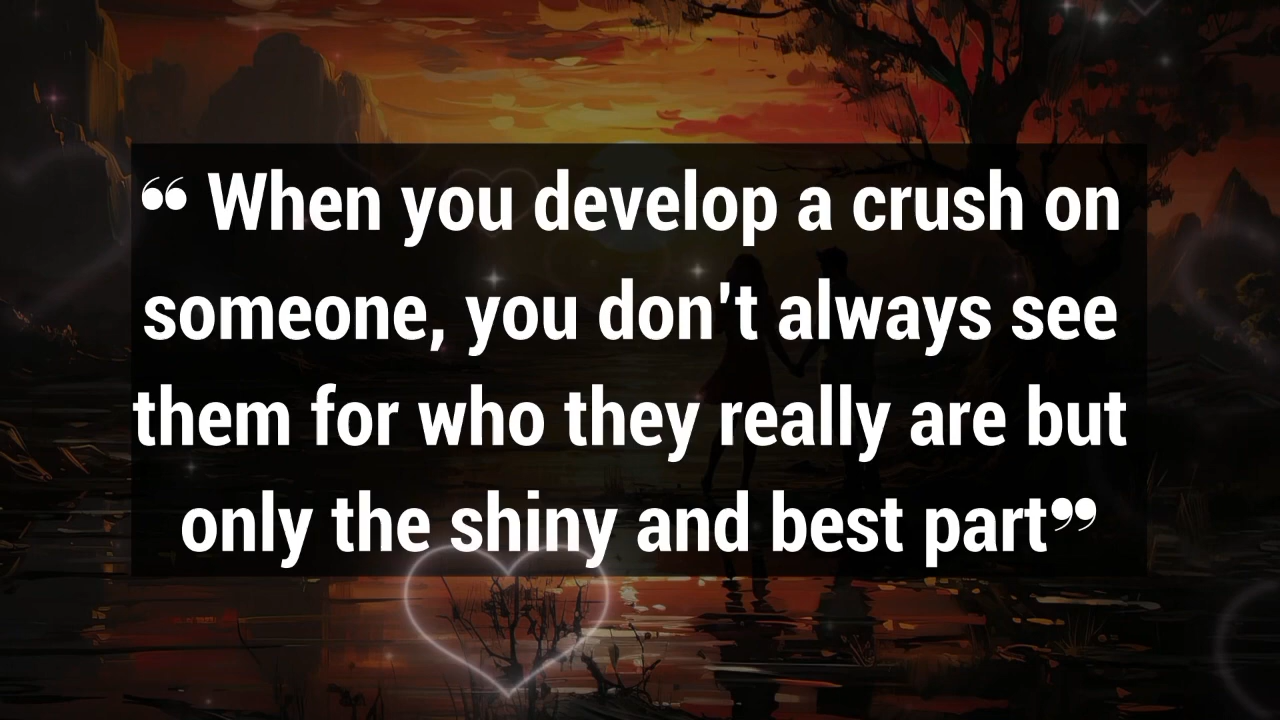 ❝ When you develop a crush on
someone, you don't always see
them for who they really are but
only the shiny and best part❞